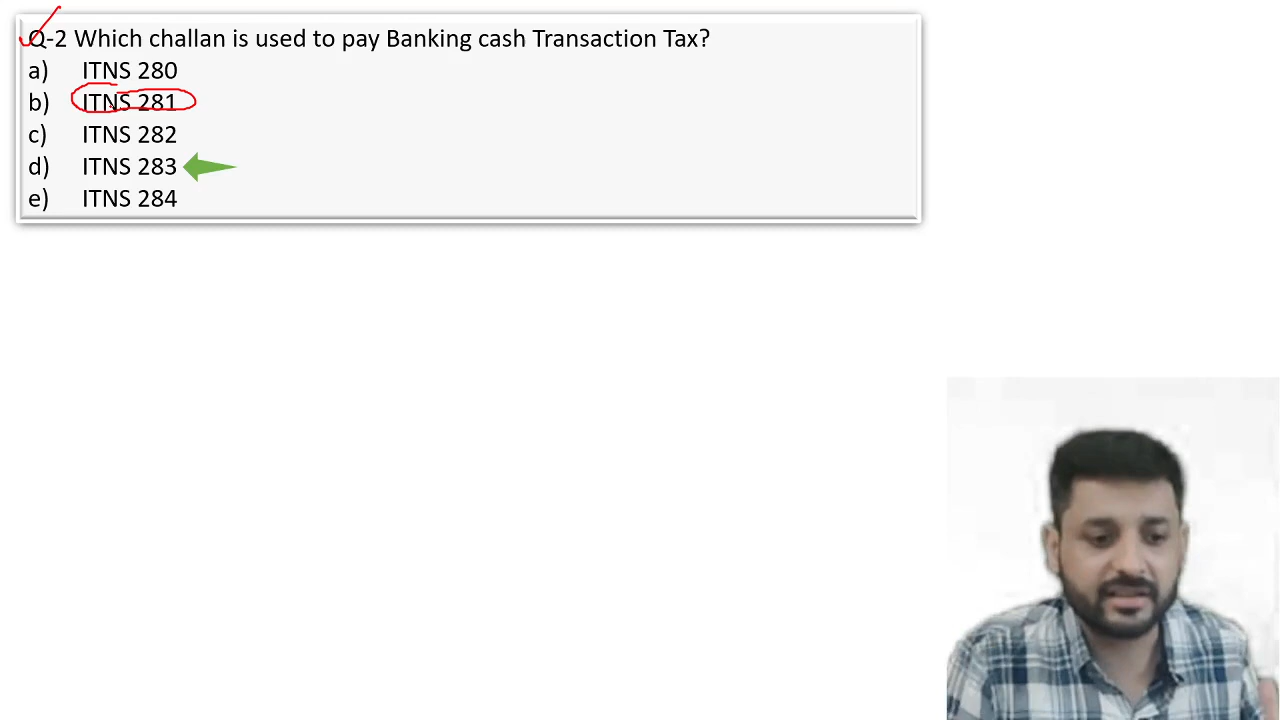 Q-2 Which challan is used to pay Banking cash Transaction Tax?
a) ITNS 280
b) ITNS 281
c) ITNS 282
d) ITNS 283
e) ITNS 284